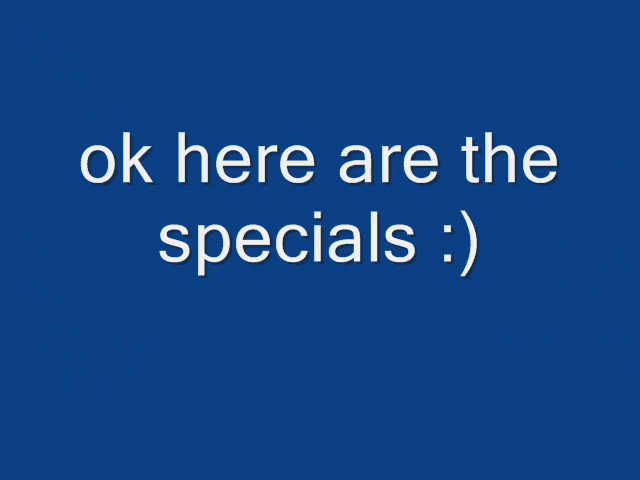 ok here are the
specials :)